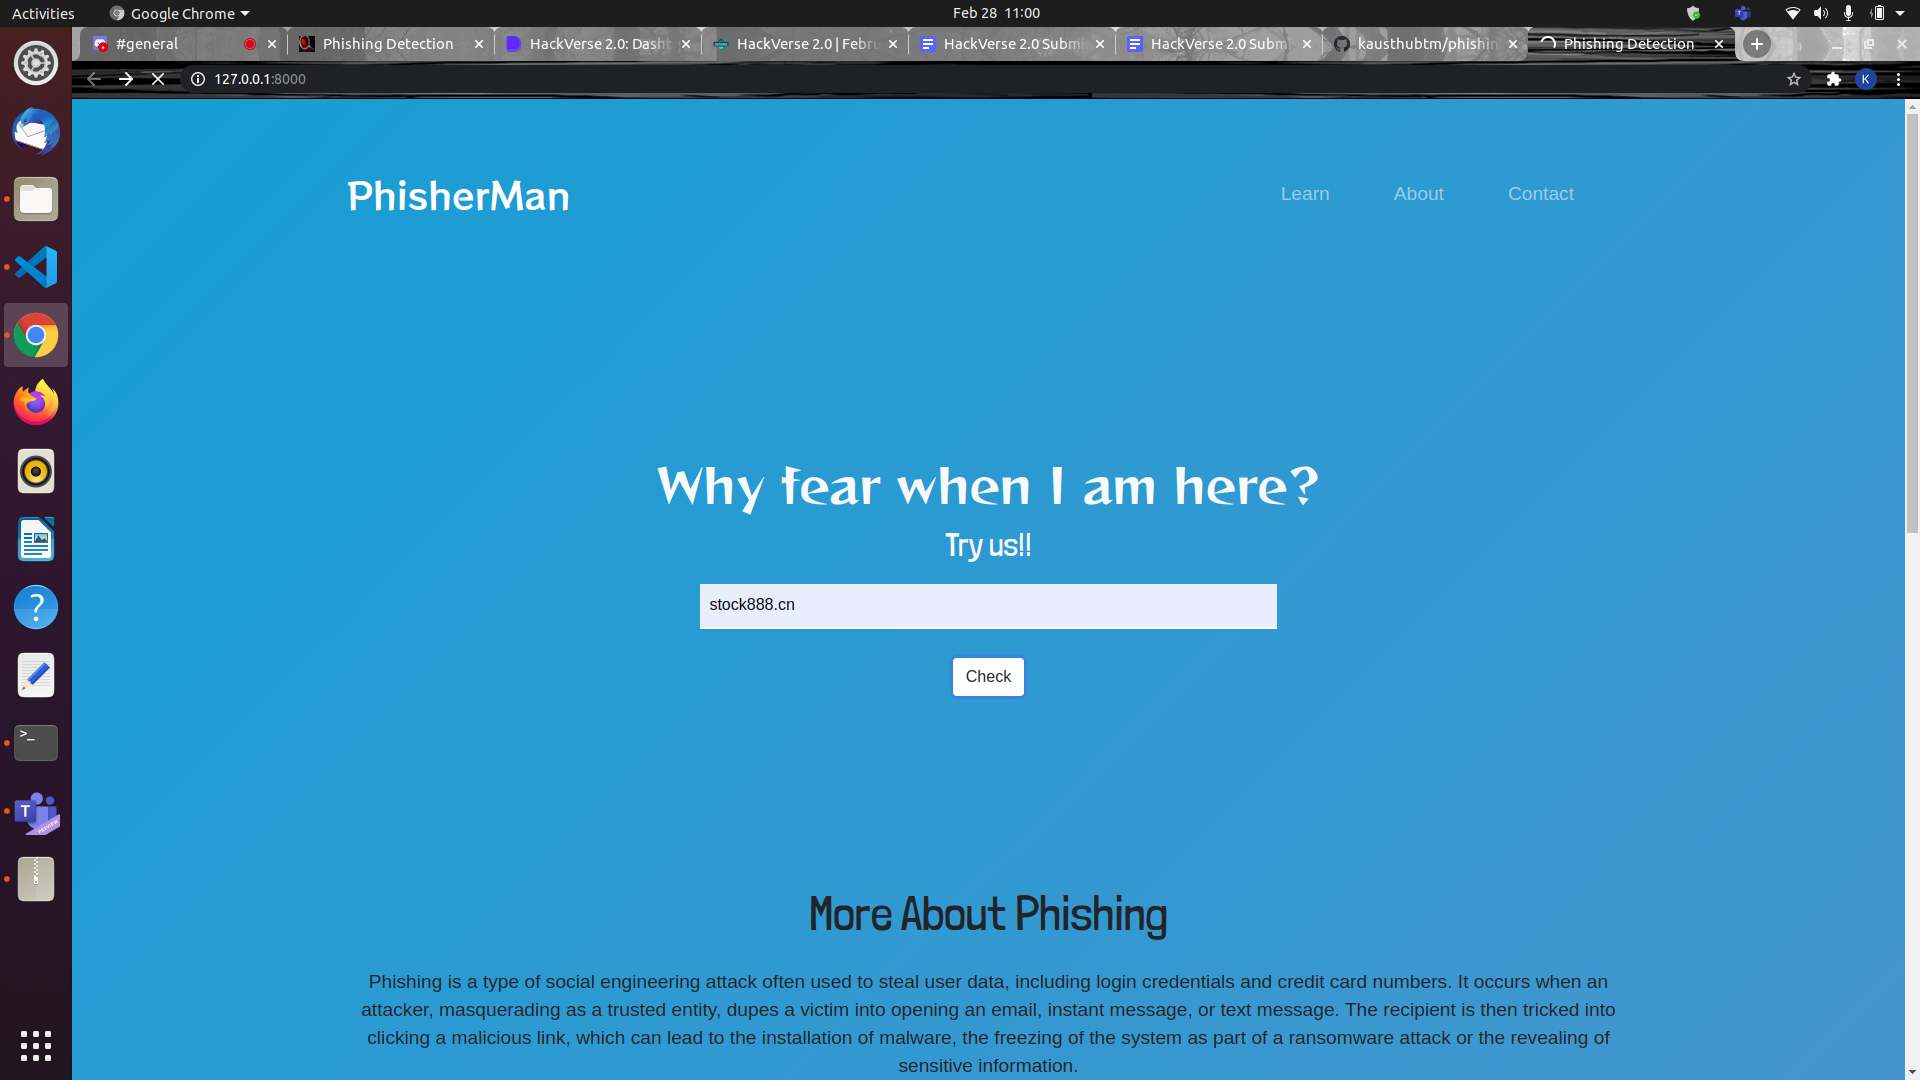 Activities
Google Chrome
Feb 28 11:00
#general
Phishing Detection
HackVerse 2.0: Dash
HackVerse 2.0 | Febru
HackVerse 2.0 Submi
HackVerse 2.0 Subm
kausthubtm/phishin
Phishing Detection
127.0.0.1:8000
K
PhisherMan
Learn
About
Contact
Why fear when I am here?
Try us!!
stock888.cn
Check
More About Phishing
Phishing is a type of social engineering attack often used to steal user data, including login credentials and credit card numbers. It occurs when an
attacker, masquerading as a trusted entity, dupes a victim into opening an email, instant message, or text message. The recipient is then tricked into
clicking a malicious link, which can lead to the installation of malware, the freezing of the system as part of a ransomware attack or the revealing of
sensitive information.